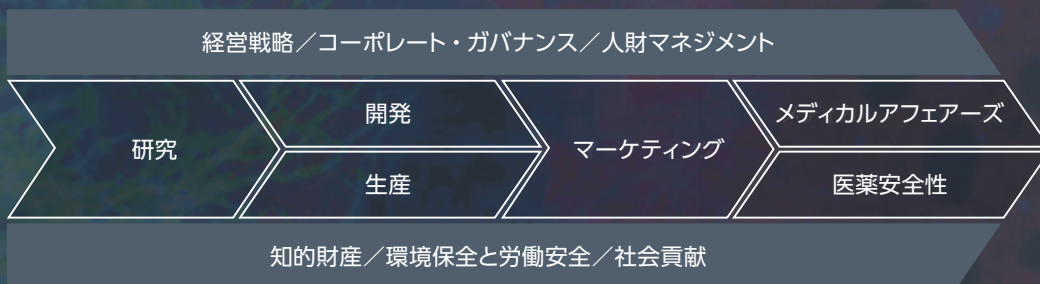 経営戦略／コーポレート・ガバナンス／人財マネジメント
研究
開発
生産
マーケティング
メディカルアフェアーズ
医薬安全性
知的財産／環境保全と労働安全／社会貢献